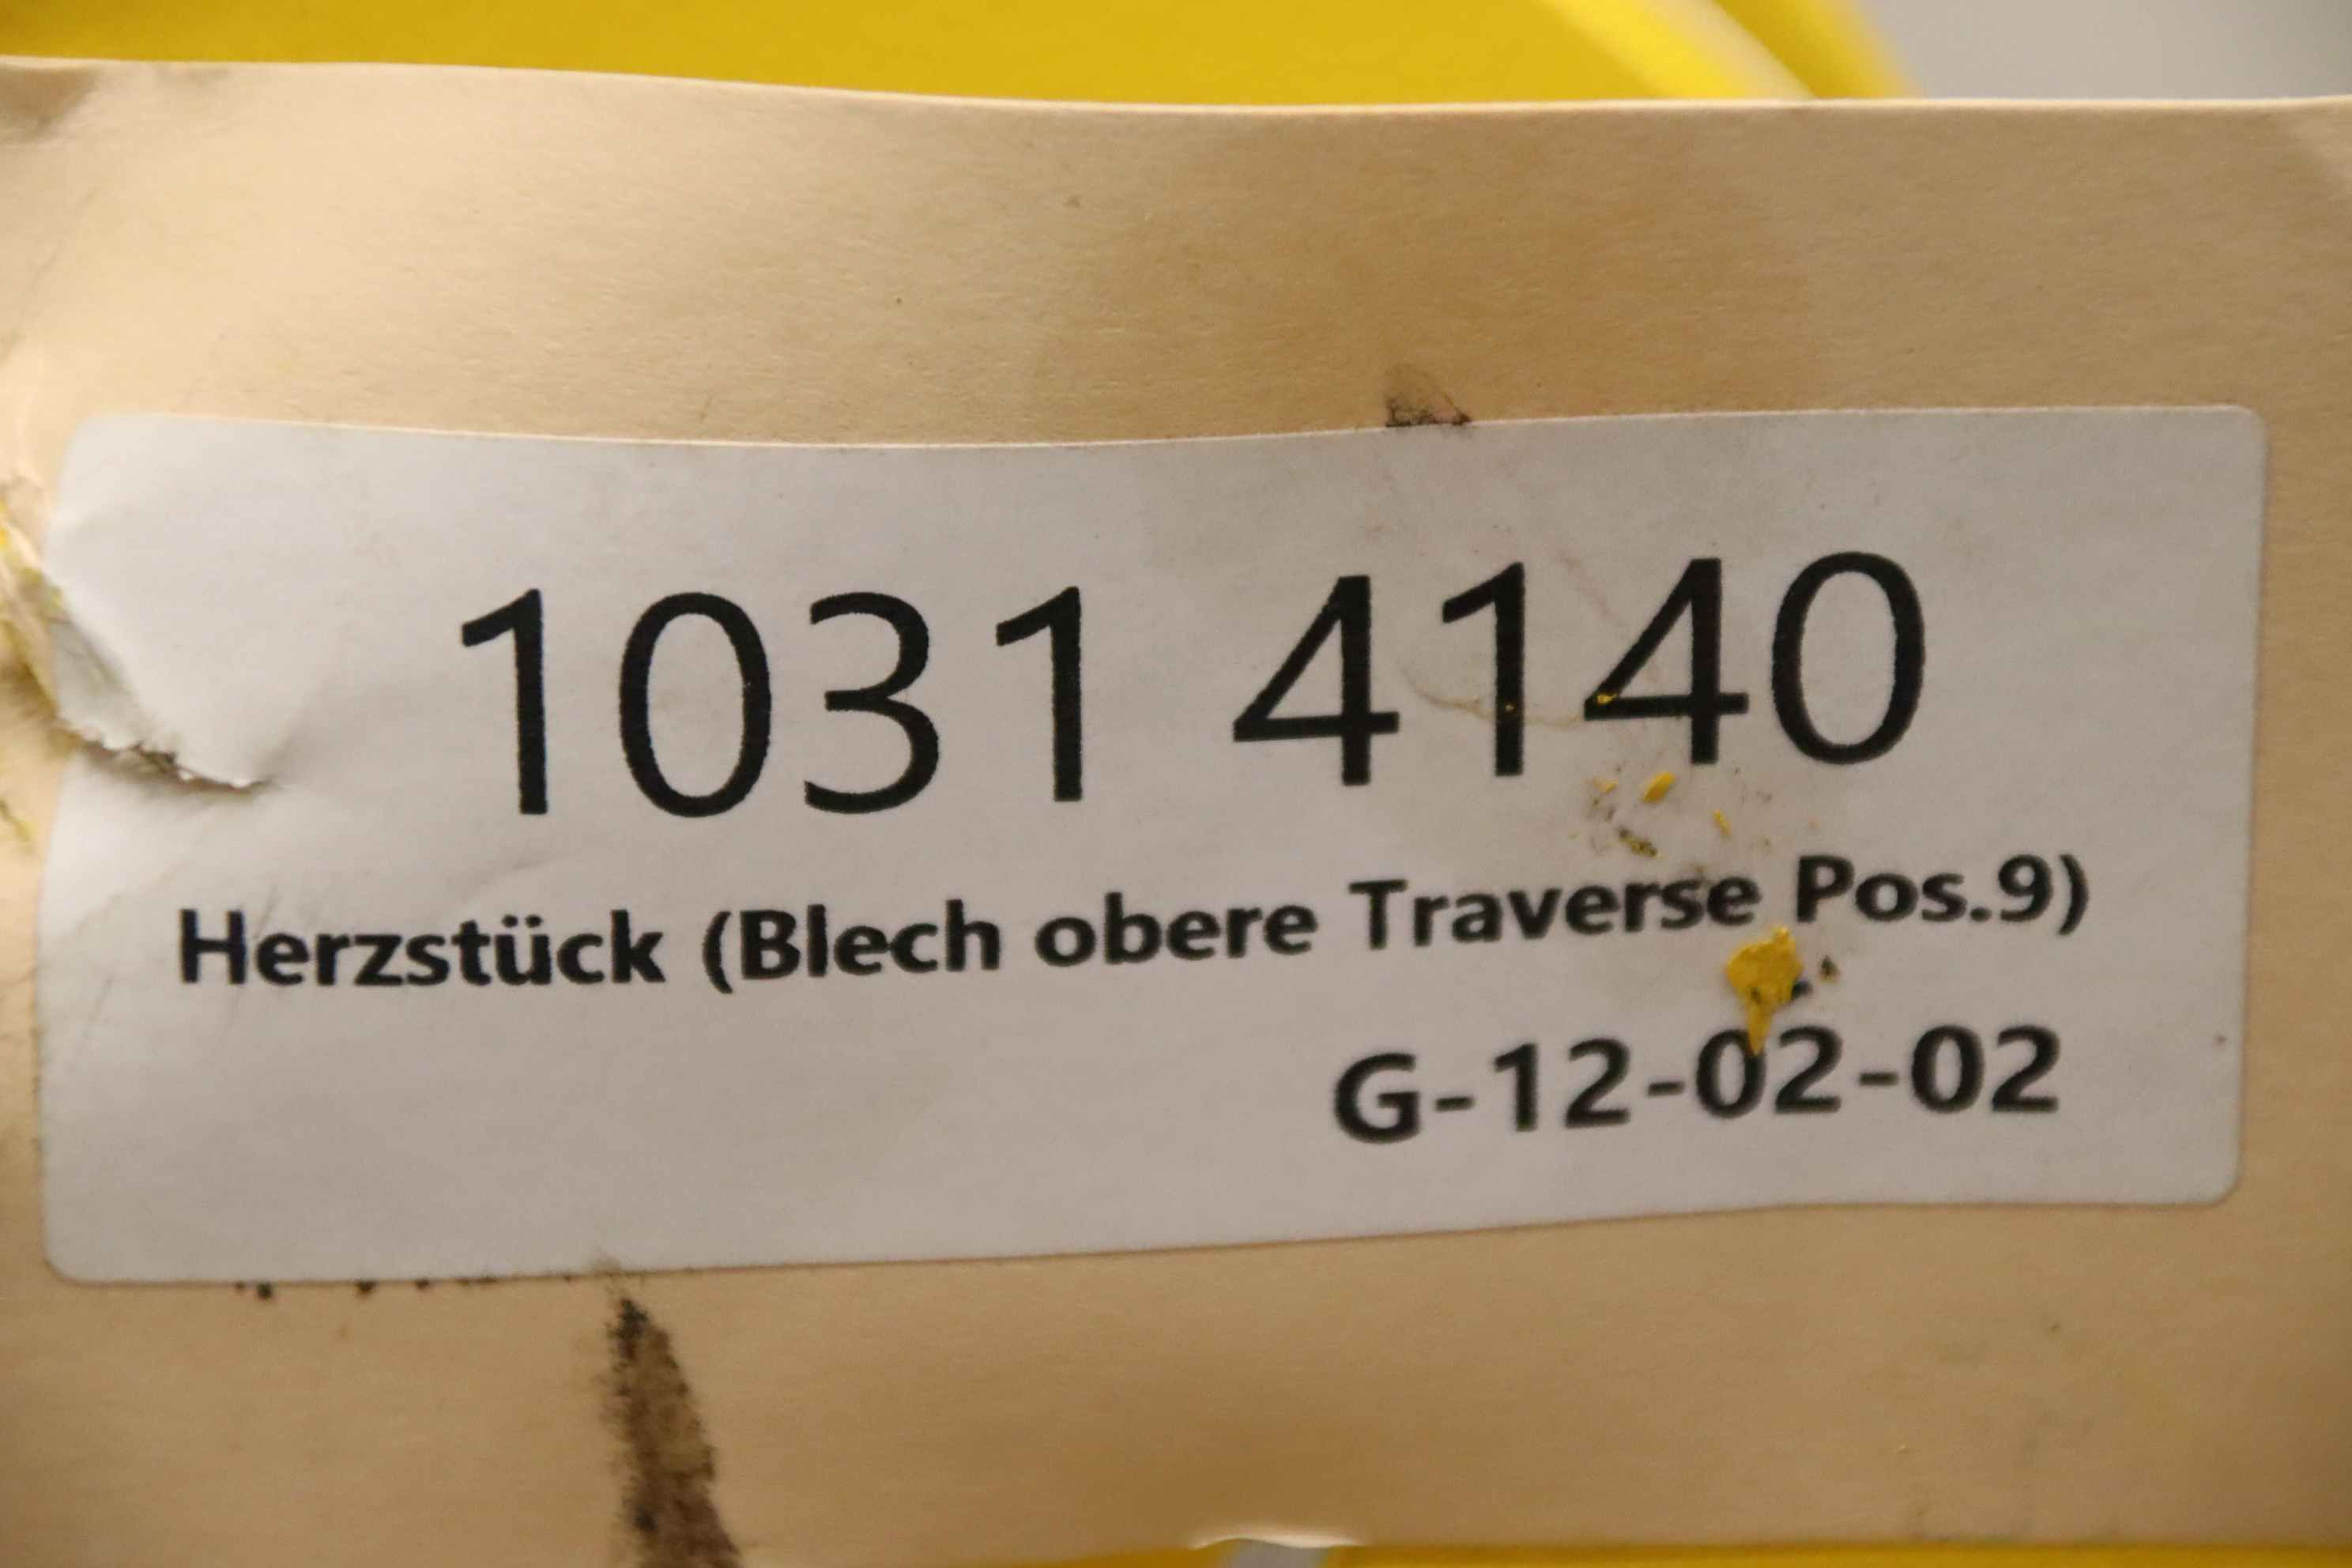 1031 4140
Herzstück (Blech obere Traverse Pos.9)
G-12-02-02